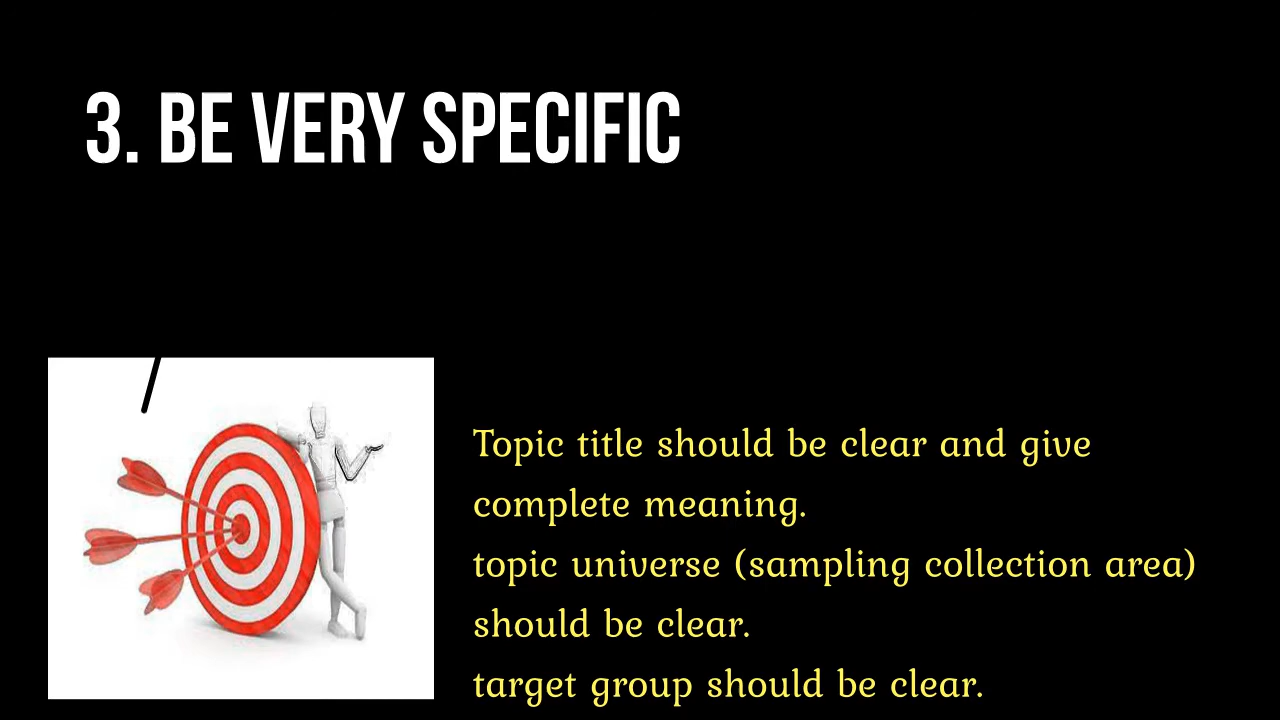 3. BE VERY SPECIFIC
Topic title should be clear and give
complete meaning.
topic universe (sampling collection area)
should be clear.
target group should be clear.